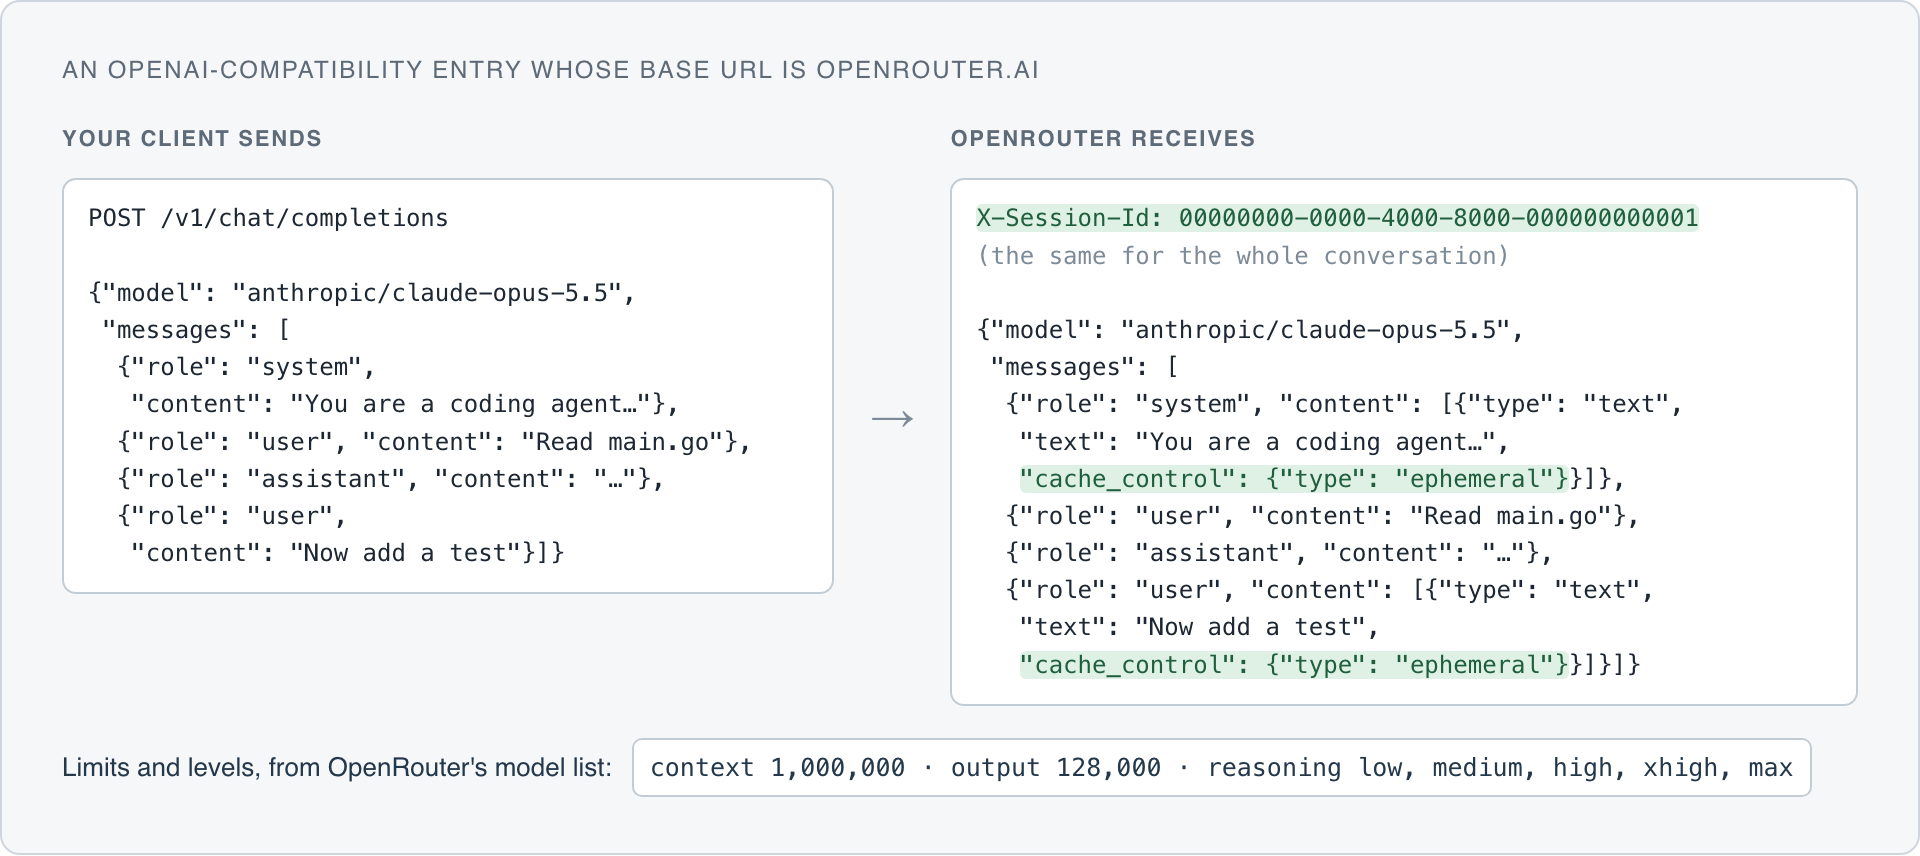 AN OPENAI-COMPATIBILITY ENTRY WHOSE BASE URL IS OPENROUTER.AI
YOUR CLIENT SENDS
POST /v1/chat/completions
{"model": "anthropic/claude-opus-5.5",
"messages": [
{"role": "system",
"content": "You are a coding agent…"},
{"role": "user", "content": "Read main.go"},
{"role": "assistant", "content": "…"},
{"role": "user",
"content": "Now add a test"}]}
→
OPENROUTER RECEIVES
X-Session-Id: 00000000-0000-4000-8000-000000000001
(the same for the whole conversation)
{"model": "anthropic/claude-opus-5.5",
"messages": [
{"role": "system", "content": [{"type": "text",
"text": "You are a coding agent…",
"cache_control": {"type": "ephemeral"}}]},
{"role": "user", "content": "Read main.go"},
{"role": "assistant", "content": "…"},
{"role": "user", "content": [{"type": "text",
"text": "Now add a test",
"cache_control": {"type": "ephemeral"}}]}]}
Limits and levels, from OpenRouter's model list: context 1,000,000 · output 128,000 · reasoning low, medium, high, xhigh, max